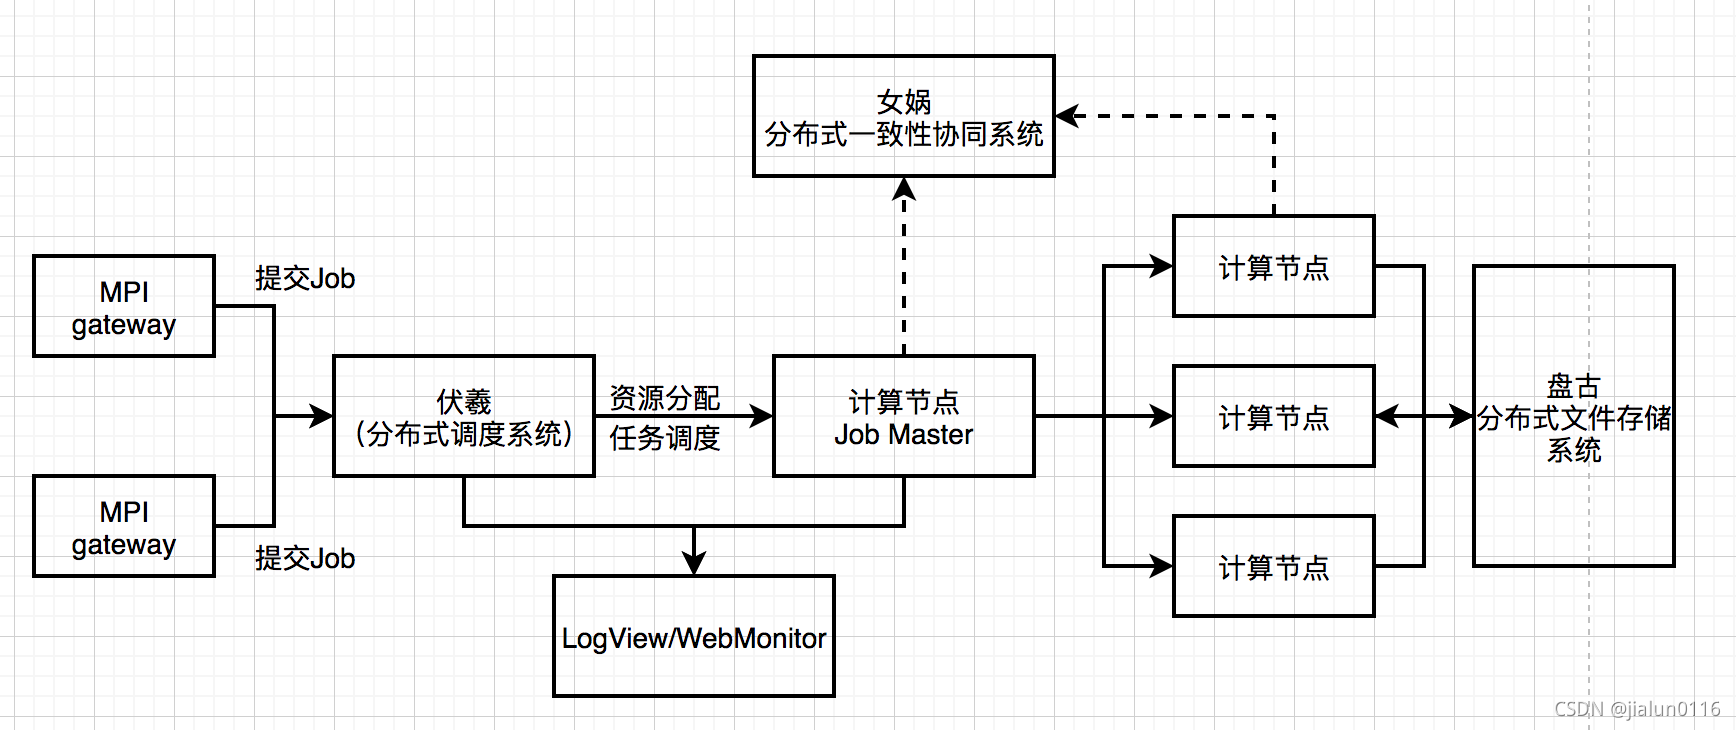 女娲
分布式一致性协同系统
MPI
gateway
提交Job
伏羲
（分布式调度系统）
资源分配
任务调度
计算节点
Job Master
计算节点
计算节点
计算节点
盘古
分布式文件存储
系统
MPI
gateway
提交Job
LogView/WebMonitor
CSDN @jialun0116